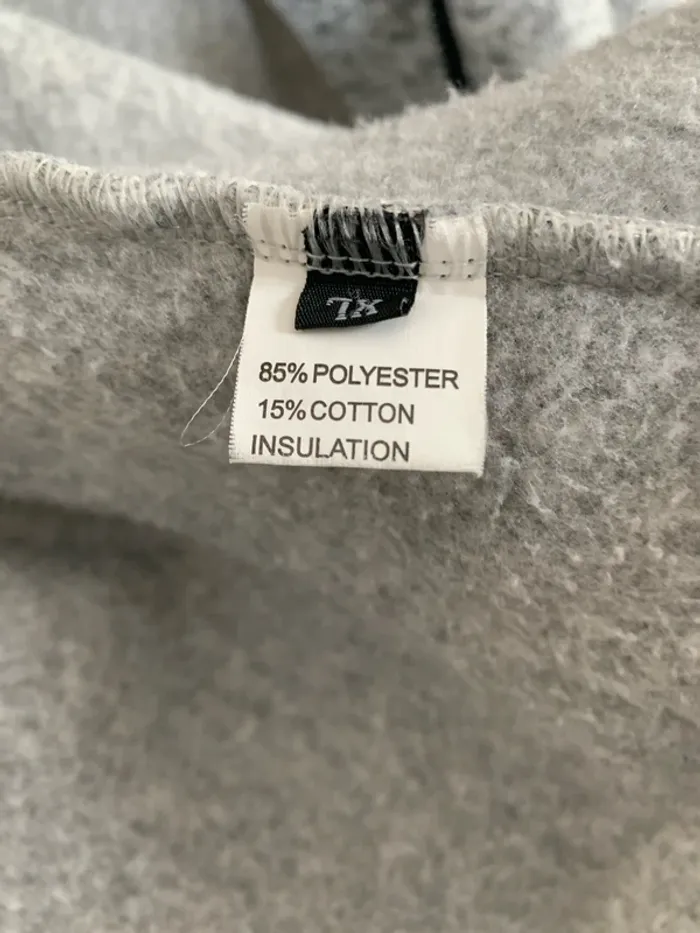 XL
85% POLYESTER
15% COTTON
INSULATION